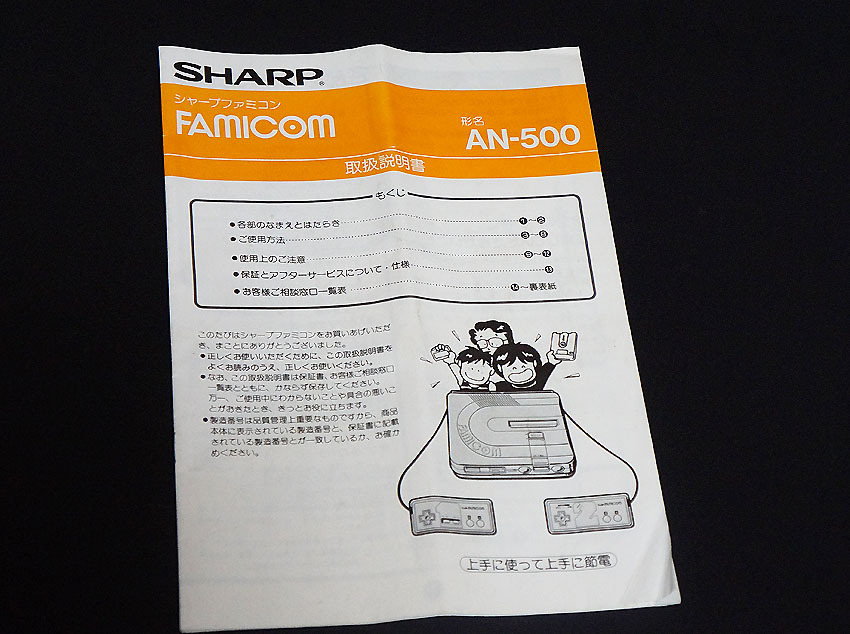 SHARP®
シャープファミコン
FAMICOM
形名
AN-500
取扱説明書
もくじ
●各部のなまえとはたらき ❶～❷
●ご使用方法 ❸～❽
●使用上のご注意 ❾～⓬
●保証とアフターサービスについて・仕様 ⓭
●お客様ご相談窓口一覧表 ⓮～裏表紙
このたびはシャープファミコンをお買いあげいただ
き、まことにありがとうございました。
●正しくお使いいただくために、この取扱説明書を
よくお読みのうえ、正しくお使いください。
●なお、この取扱説明書は保証書、お客様ご相談窓口
一覧表とともに、かならず保存してください。
万一、ご使用中にわからないことや具合の悪いこ
とがおきたとき、きっとお役に立ちます。
●製造番号は品質管理上重要なものですから、商品
本体に表示されている製造番号と、保証書に記載
されている製造番号とが一致しているか、お確か
めください。
FAMICOM
上手に使って上手に節電